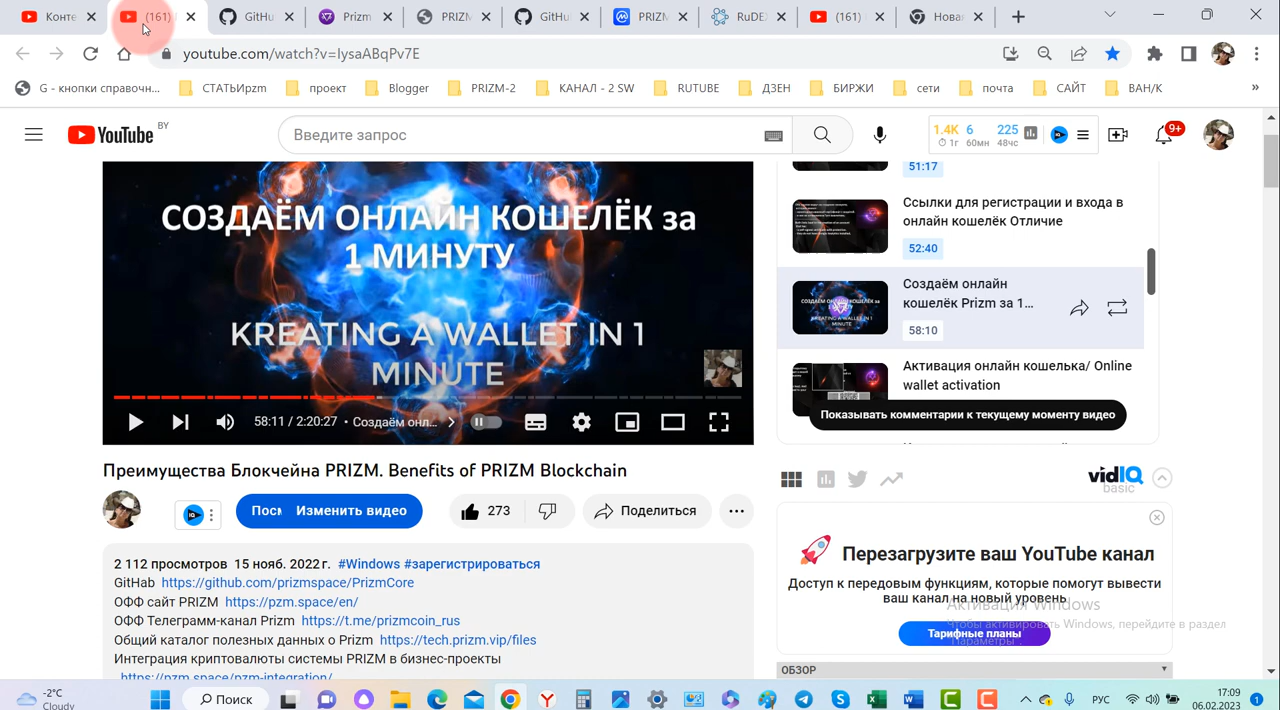 Конте
(161)
GitHu
Prizm
PRIZM
GitHu
PRIZM
RuDEX
(161)
Новая
youtube.com/watch?v=IysaABqPv7E
G - кнопки справочн...
СТАТЬИpzm
проект
Blogger
PRIZM-2
КАНАЛ - 2 SW
RUTUBE
ДЗЕН
БИРЖИ
сети
почта
САЙТ
ВАН/К
»
YouTube BY
Введите запрос
1.4K 6 225
1г 60мн 48чс
9+
СОЗДАЁМ ОНЛАЙН КОШЕЛЁК за
1 МИНУТУ
KREATING A WALLET IN 1
MINUTE
58:11 / 2:20:27 • Создаём онл...
51:17
Ссылки для регистрации и входа в
онлайн кошелёк Отличие
52:40
Создаём онлайн
кошелёк Prizm за 1...
58:10
Активация онлайн кошелька/ Online
wallet activation
Показывать комментарии к текущему моменту видео
Преимущества Блокчейна PRIZM. Benefits of PRIZM Blockchain
Посм
Изменить видео
273
Поделиться
2 112 просмотров 15 нояб. 2022 г. #Windows #зарегистрироваться
GitHab https://github.com/prizmspace/PrizmCore
ОФФ сайт PRIZM https://pzm.space/en/
ОФФ Телеграмм-канал Prizm https://t.me/prizmcoin_rus
Общий каталог полезных данных о Prizm https://tech.prizm.vip/files
Интеграция криптовалюты системы PRIZM в бизнес-проекты
https://pzm.space/pzm-integration/
vidIQ
basic
Перезагрузите ваш YouTube канал
Доступ к передовым функциям, которые помогут вывести
ваш канал на новый уровень
Тарифные планы
Активация Windows
Чтобы активировать Windows, перейдите в раздел
"Параметры".
ОБЗОР
-2°C
Cloudy
Поиск
РУС
17:09
06.02.2023
1